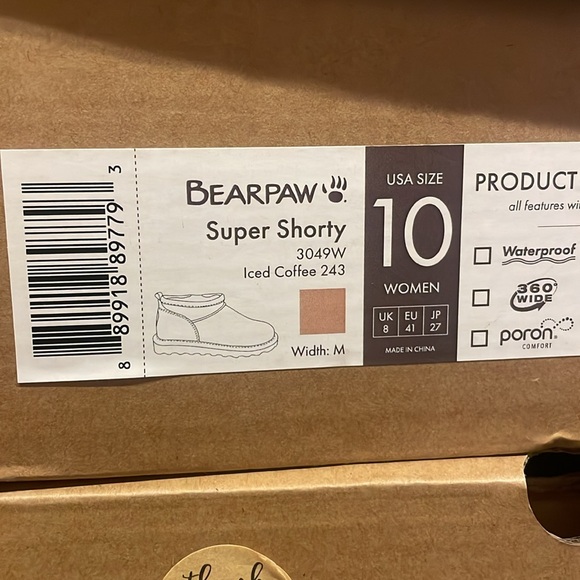 8 89918 89779 3
BEARPAW
Super Shorty
3049W
Iced Coffee 243
Width: M
USA SIZE
10
WOMEN
UK 8
EU 41
JP 27
MADE IN CHINA
PRODUCT
all features
Waterproof
360°
WIDE
poron®
COMFORT
thank